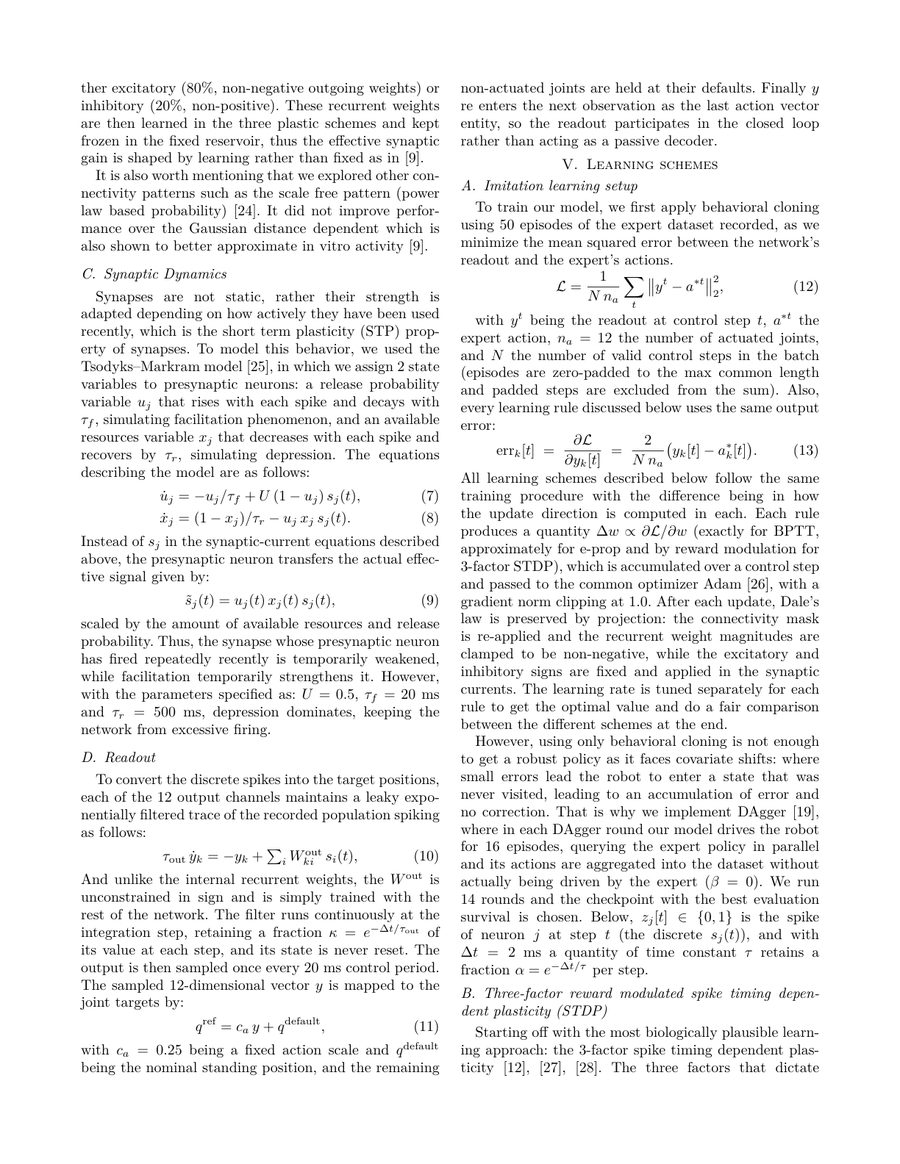 ther excitatory (80%, non-negative outgoing weights) or
inhibitory (20%, non-positive). These recurrent weights
are then learned in the three plastic schemes and kept
frozen in the fixed reservoir, thus the effective synaptic
gain is shaped by learning rather than fixed as in [9].
It is also worth mentioning that we explored other con-
nectivity patterns such as the scale free pattern (power
law based probability) [24]. It did not improve perfor-
mance over the Gaussian distance dependent which is
also shown to better approximate in vitro activity [9].
C. Synaptic Dynamics
Synapses are not static, rather their strength is
adapted depending on how actively they have been used
recently, which is the short term plasticity (STP) prop-
erty of synapses. To model this behavior, we used the
Tsodyks–Markram model [25], in which we assign 2 state
variables to presynaptic neurons: a release probability
variable u_j that rises with each spike and decays with
τ_f, simulating facilitation phenomenon, and an available
resources variable x_j that decreases with each spike and
recovers by τ_r, simulating depression. The equations
describing the model are as follows:
u̇_j = −u_j/τ_f + U (1 − u_j) s_j(t), (7)
ẋ_j = (1 − x_j)/τ_r − u_j x_j s_j(t). (8)
Instead of s_j in the synaptic-current equations described
above, the presynaptic neuron transfers the actual effec-
tive signal given by:
s̃_j(t) = u_j(t) x_j(t) s_j(t), (9)
scaled by the amount of available resources and release
probability. Thus, the synapse whose presynaptic neuron
has fired repeatedly recently is temporarily weakened,
while facilitation temporarily strengthens it. However,
with the parameters specified as: U = 0.5, τ_f = 20 ms
and τ_r = 500 ms, depression dominates, keeping the
network from excessive firing.
D. Readout
To convert the discrete spikes into the target positions,
each of the 12 output channels maintains a leaky expo-
nentially filtered trace of the recorded population spiking
as follows:
τ_out ẏ_k = −y_k + ∑_i W_ki^out s_i(t), (10)
And unlike the internal recurrent weights, the W^out is
unconstrained in sign and is simply trained with the
rest of the network. The filter runs continuously at the
integration step, retaining a fraction κ = e^{−Δt/τ_out} of
its value at each step, and its state is never reset. The
output is then sampled once every 20 ms control period.
The sampled 12-dimensional vector y is mapped to the
joint targets by:
q^ref = c_a y + q^default, (11)
with c_a = 0.25 being a fixed action scale and q^default
being the nominal standing position, and the remaining
non-actuated joints are held at their defaults. Finally y
re enters the next observation as the last action vector
entity, so the readout participates in the closed loop
rather than acting as a passive decoder.
V. Learning schemes
A. Imitation learning setup
To train our model, we first apply behavioral cloning
using 50 episodes of the expert dataset recorded, as we
minimize the mean squared error between the network's
readout and the expert's actions.
ℒ = 1/(N n_a) ∑_t ‖y^t − a^{*t}‖_2^2, (12)
with y^t being the readout at control step t, a^{*t} the
expert action, n_a = 12 the number of actuated joints,
and N the number of valid control steps in the batch
(episodes are zero-padded to the max common length
and padded steps are excluded from the sum). Also,
every learning rule discussed below uses the same output
error:
err_k[t] = ∂ℒ/∂y_k[t] = 2/(N n_a) (y_k[t] − a_k^*[t]). (13)
All learning schemes described below follow the same
training procedure with the difference being in how
the update direction is computed in each. Each rule
produces a quantity Δw ∝ ∂ℒ/∂w (exactly for BPTT,
approximately for e-prop and by reward modulation for
3-factor STDP), which is accumulated over a control step
and passed to the common optimizer Adam [26], with a
gradient norm clipping at 1.0. After each update, Dale's
law is preserved by projection: the connectivity mask
is re-applied and the recurrent weight magnitudes are
clamped to be non-negative, while the excitatory and
inhibitory signs are fixed and applied in the synaptic
currents. The learning rate is tuned separately for each
rule to get the optimal value and do a fair comparison
between the different schemes at the end.
However, using only behavioral cloning is not enough
to get a robust policy as it faces covariate shifts: where
small errors lead the robot to enter a state that was
never visited, leading to an accumulation of error and
no correction. That is why we implement DAgger [19],
where in each DAgger round our model drives the robot
for 16 episodes, querying the expert policy in parallel
and its actions are aggregated into the dataset without
actually being driven by the expert (β = 0). We run
14 rounds and the checkpoint with the best evaluation
survival is chosen. Below, z_j[t] ∈ {0, 1} is the spike
of neuron j at step t (the discrete s_j(t)), and with
Δt = 2 ms a quantity of time constant τ retains a
fraction α = e^{−Δt/τ} per step.
B. Three-factor reward modulated spike timing depen-
dent plasticity (STDP)
Starting off with the most biologically plausible learn-
ing approach: the 3-factor spike timing dependent plas-
ticity [12], [27], [28]. The three factors that dictate